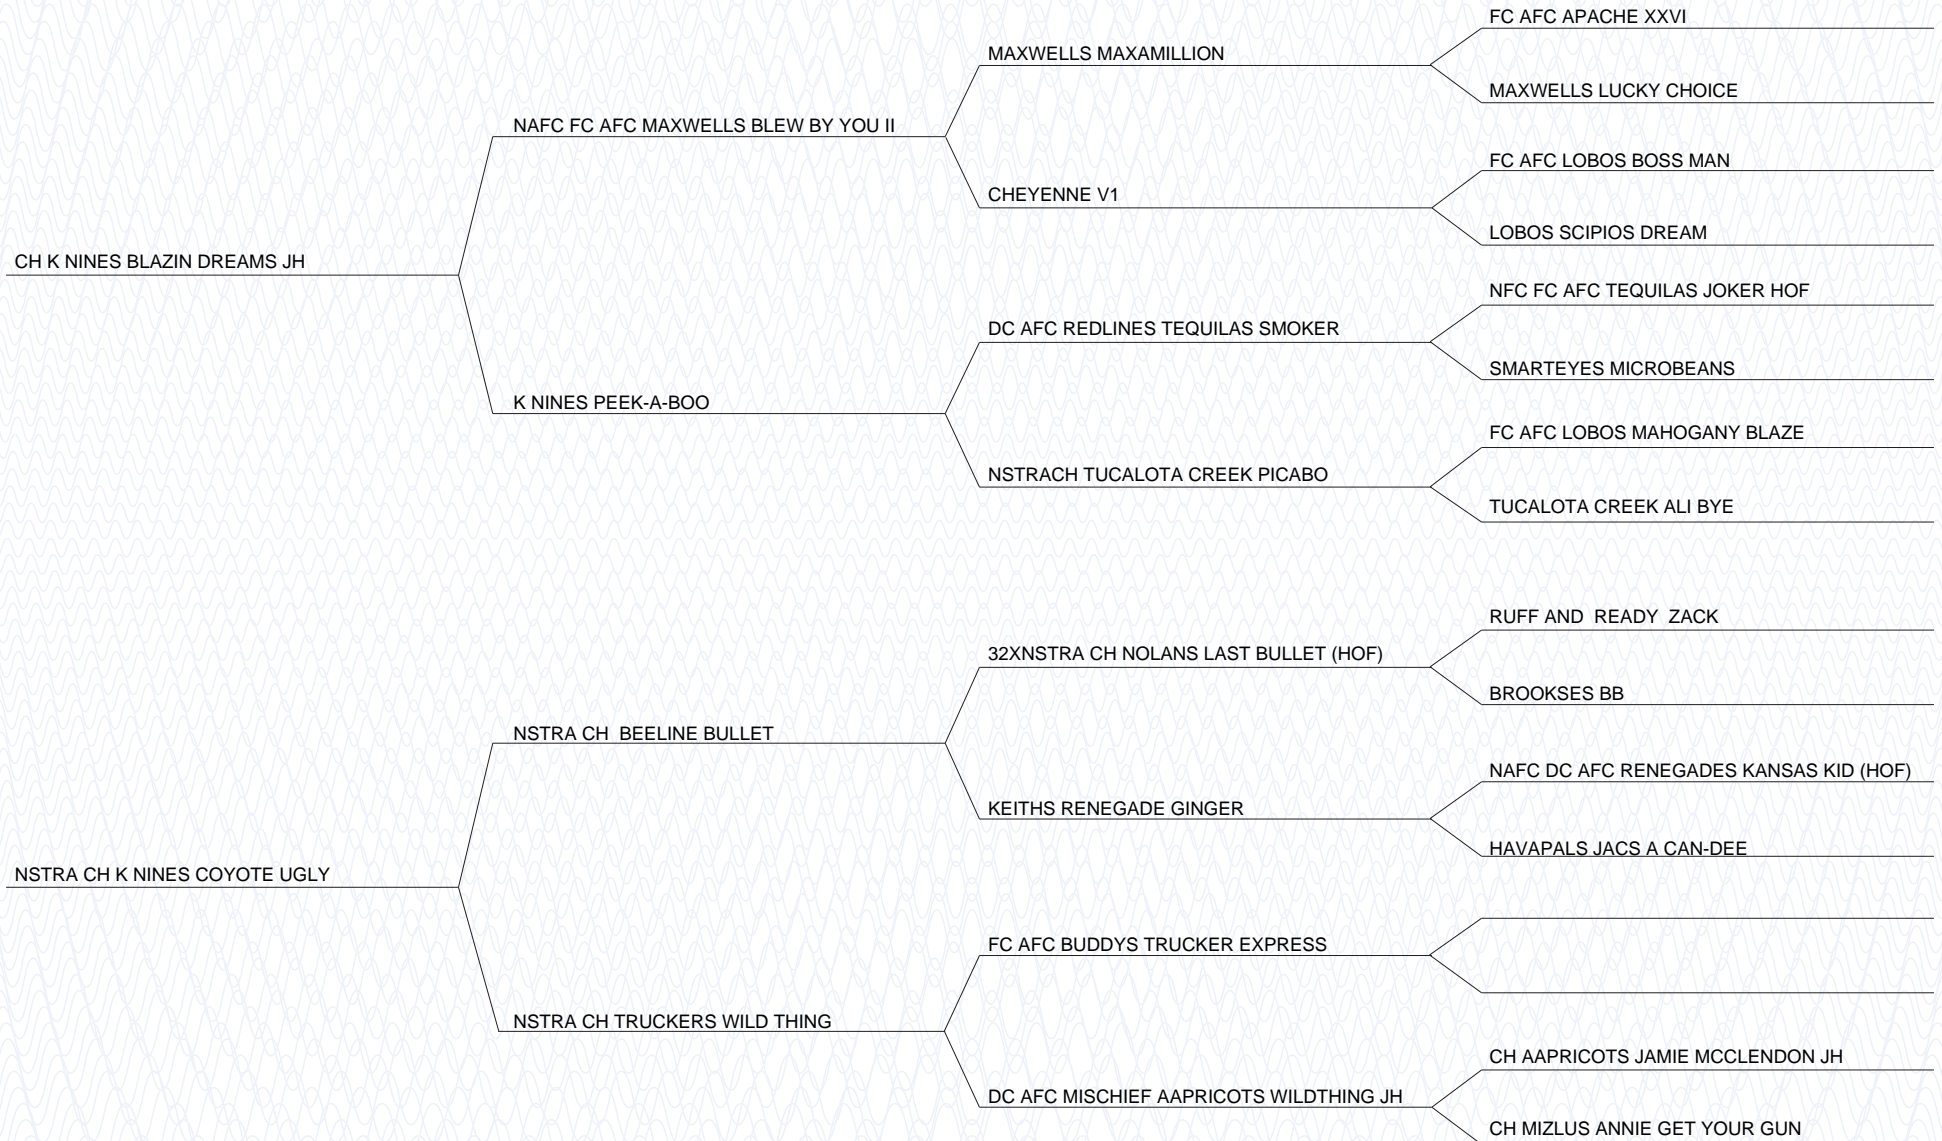 FC AFC APACHE XXVI
MAXWELLS MAXAMILLION
MAXWELLS LUCKY CHOICE
NAFC FC AFC MAXWELLS BLEW BY YOU II
FC AFC LOBOS BOSS MAN
CHEYENNE V1
LOBOS SCIPIOS DREAM
CH K NINES BLAZIN DREAMS JH
NFC FC AFC TEQUILAS JOKER HOF
DC AFC REDLINES TEQUILAS SMOKER
SMARTEYES MICROBEANS
K NINES PEEK-A-BOO
FC AFC LOBOS MAHOGANY BLAZE
NSTRACH TUCALOTA CREEK PICABO
TUCALOTA CREEK ALI BYE
RUFF AND  READY  ZACK
32XNSTRA CH NOLANS LAST BULLET (HOF)
BROOKSES BB
NSTRA CH  BEELINE BULLET
NAFC DC AFC RENEGADES KANSAS KID (HOF)
KEITHS RENEGADE GINGER
HAVAPALS JACS A CAN-DEE
NSTRA CH K NINES COYOTE UGLY
FC AFC BUDDYS TRUCKER EXPRESS
NSTRA CH TRUCKERS WILD THING
CH AAPRICOTS JAMIE MCCLENDON JH
DC AFC MISCHIEF AAPRICOTS WILDTHING JH
CH MIZLUS ANNIE GET YOUR GUN